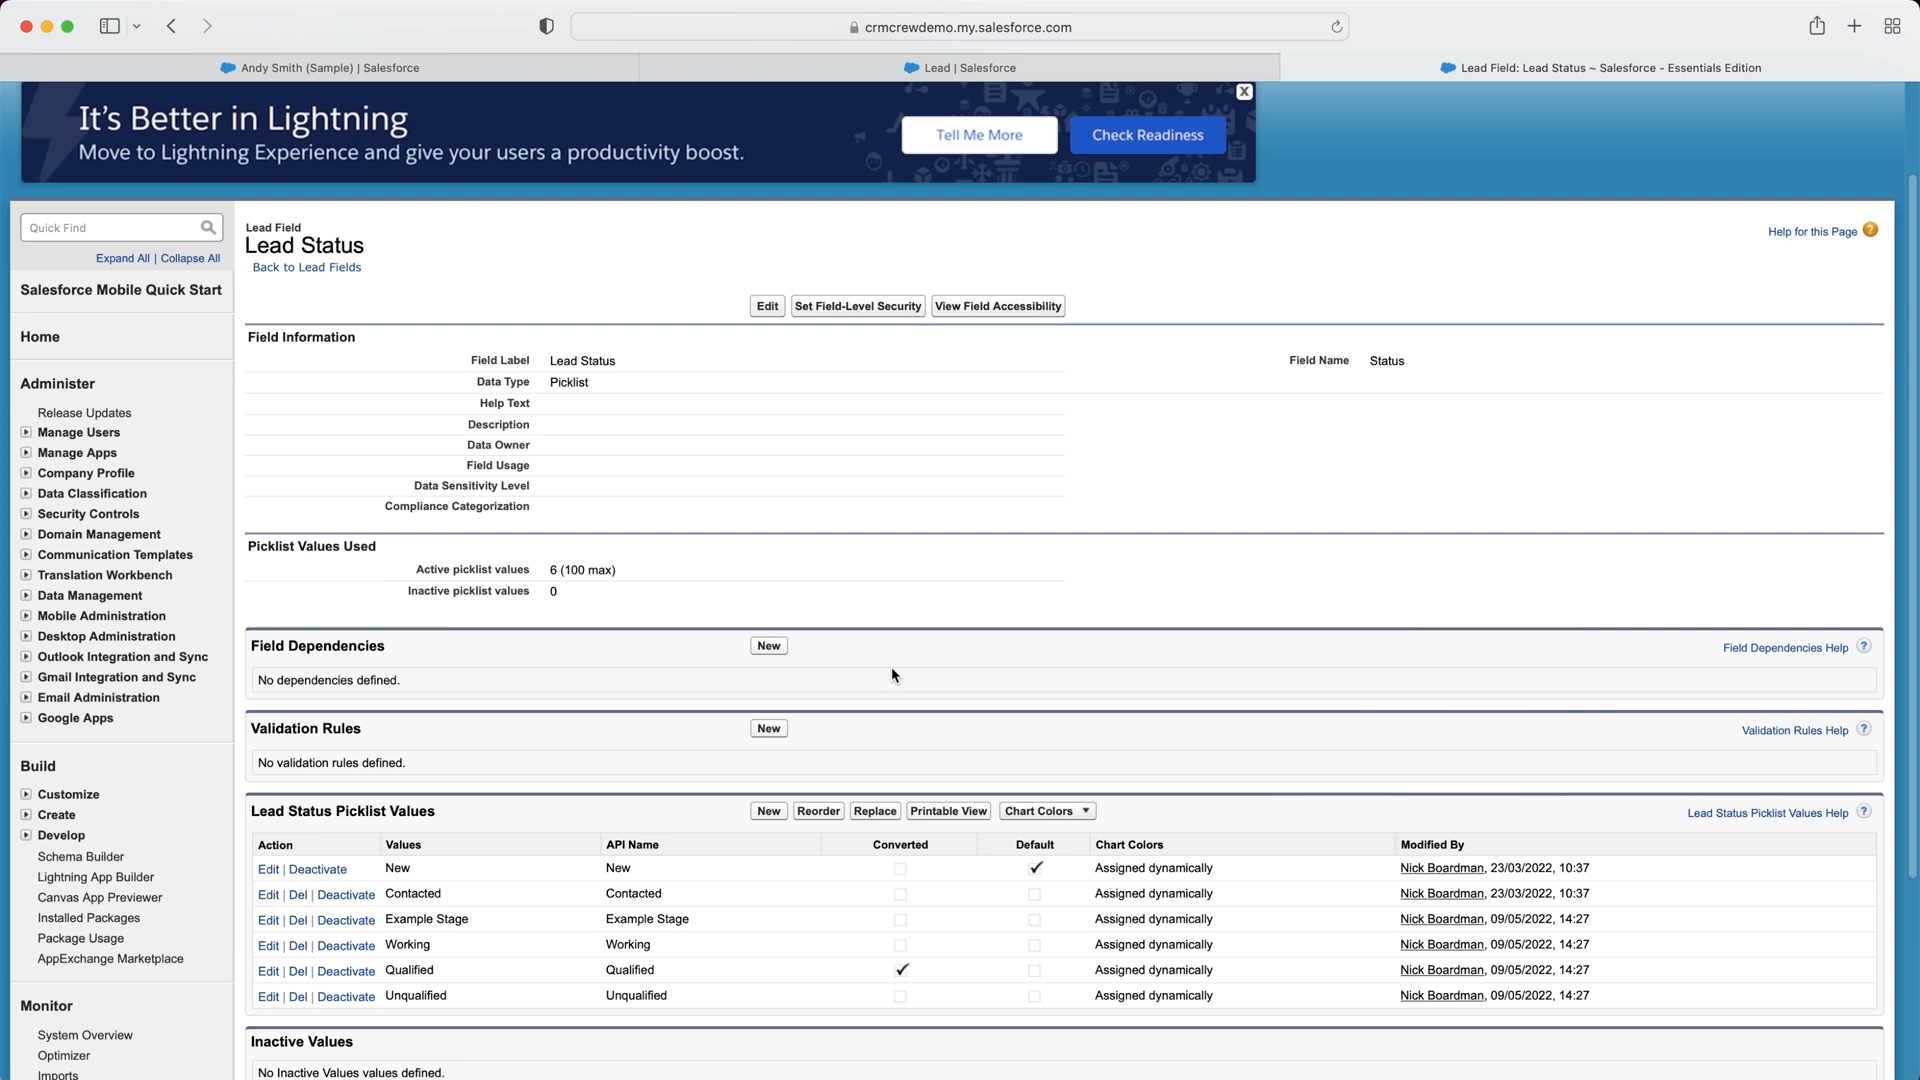 crmcrewdemo.my.salesforce.com
Andy Smith (Sample) | Salesforce
Lead | Salesforce
Lead Field: Lead Status ~ Salesforce - Essentials Edition
It's Better in Lightning
Move to Lightning Experience and give your users a productivity boost.
Tell Me More
Check Readiness
X
Quick Find
Expand All | Collapse All
Salesforce Mobile Quick Start
Home
Administer
Release Updates
Manage Users
Manage Apps
Company Profile
Data Classification
Security Controls
Domain Management
Communication Templates
Translation Workbench
Data Management
Mobile Administration
Desktop Administration
Outlook Integration and Sync
Gmail Integration and Sync
Email Administration
Google Apps
Build
Customize
Create
Develop
Schema Builder
Lightning App Builder
Canvas App Previewer
Installed Packages
Package Usage
AppExchange Marketplace
Monitor
System Overview
Optimizer
Imports
Lead Field
Lead Status
Back to Lead Fields
Help for this Page ?
Edit Set Field-Level Security View Field Accessibility
Field Information
Field Label Lead Status Field Name Status
Data Type Picklist
Help Text
Description
Data Owner
Field Usage
Data Sensitivity Level
Compliance Categorization
Picklist Values Used
Active picklist values 6 (100 max)
Inactive picklist values 0
Field Dependencies New Field Dependencies Help ?
No dependencies defined.
Validation Rules New Validation Rules Help ?
No validation rules defined.
Lead Status Picklist Values New Reorder Replace Printable View Chart Colors Lead Status Picklist Values Help ?
Action Values API Name Converted Default Chart Colors Modified By
Edit | Deactivate New New Assigned dynamically Nick Boardman, 23/03/2022, 10:37
Edit | Del | Deactivate Contacted Contacted Assigned dynamically Nick Boardman, 23/03/2022, 10:37
Edit | Del | Deactivate Example Stage Example Stage Assigned dynamically Nick Boardman, 09/05/2022, 14:27
Edit | Del | Deactivate Working Working Assigned dynamically Nick Boardman, 09/05/2022, 14:27
Edit | Del | Deactivate Qualified Qualified Assigned dynamically Nick Boardman, 09/05/2022, 14:27
Edit | Del | Deactivate Unqualified Unqualified Assigned dynamically Nick Boardman, 09/05/2022, 14:27
Inactive Values
No Inactive Values values defined.